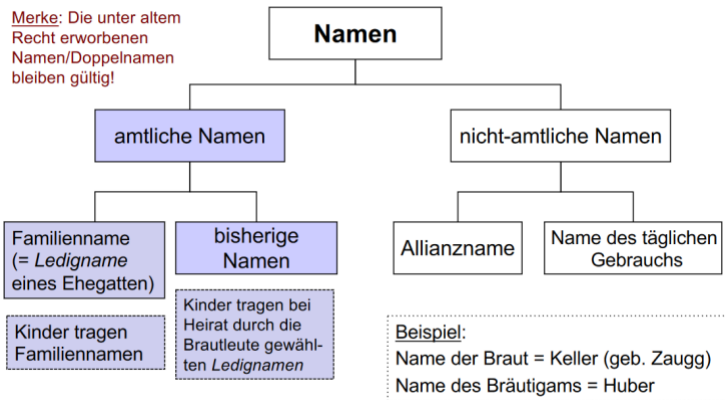 Merke: Die unter altem
Recht erworbenen
Namen/Doppelnamen
bleiben gültig!
Namen
amtliche Namen
nicht-amtliche Namen
Familienname
(= Ledigname
eines Ehegatten)
bisherige
Namen
Allianzname
Name des täglichen
Gebrauchs
Kinder tragen
Familiennamen
Kinder tragen bei
Heirat durch die
Brautleute gewähl-
ten Ledignamen
Beispiel:
Name der Braut = Keller (geb. Zaugg)
Name des Bräutigams = Huber